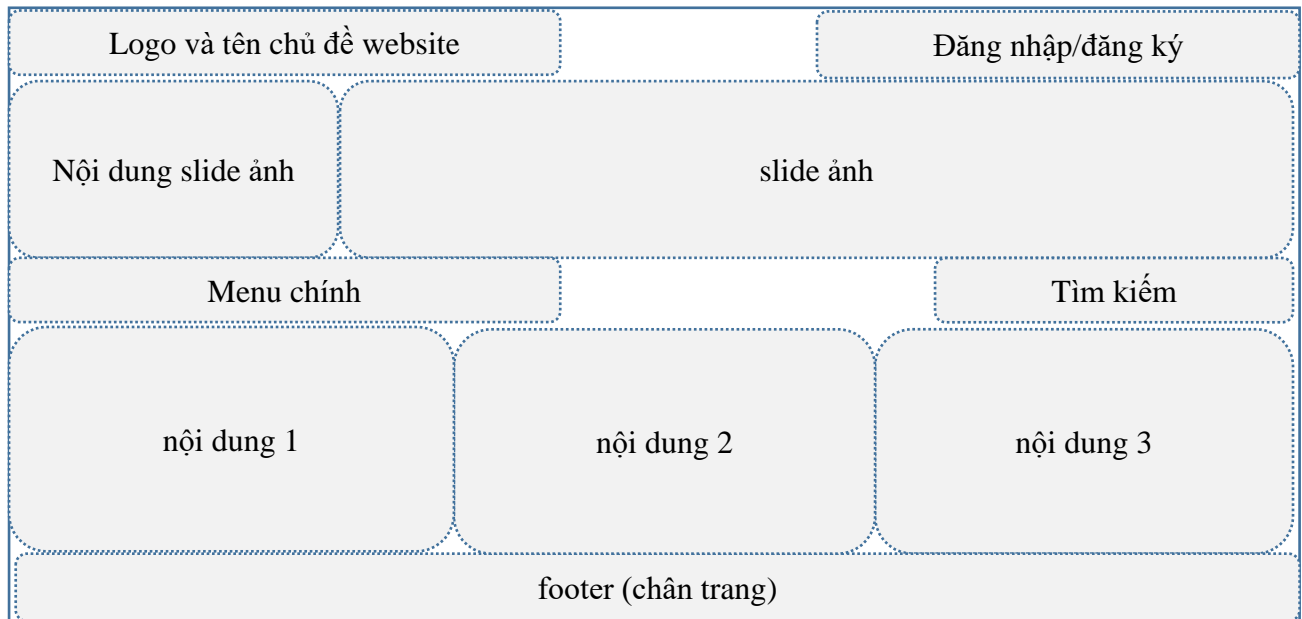 Logo và tên chủ đề website
Đăng nhập/đăng ký
Nội dung slide ảnh
slide ảnh
Menu chính
Tìm kiếm
nội dung 1
nội dung 2
nội dung 3
footer (chân trang)